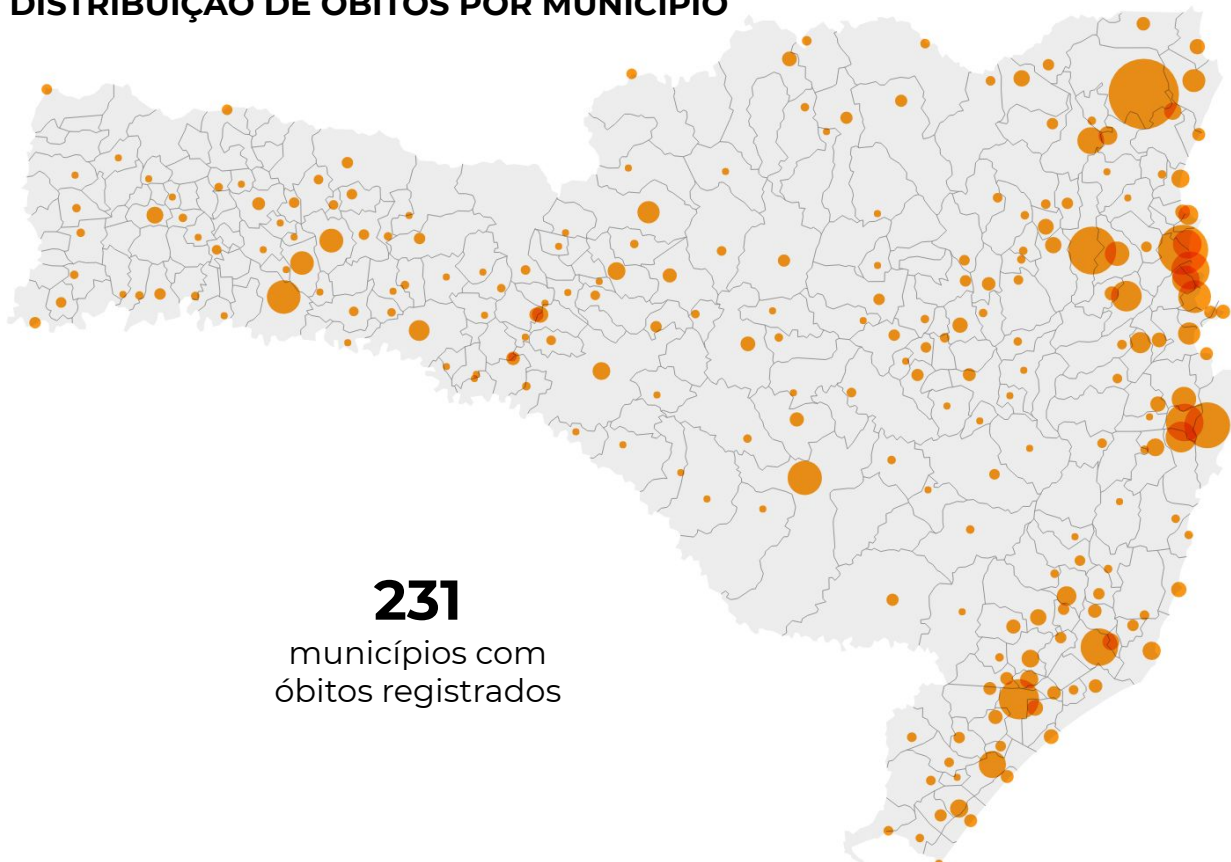 DISTRIBUIÇÃO DE ÓBITOS POR MUNICÍPIO
231
municípios com
óbitos registrados